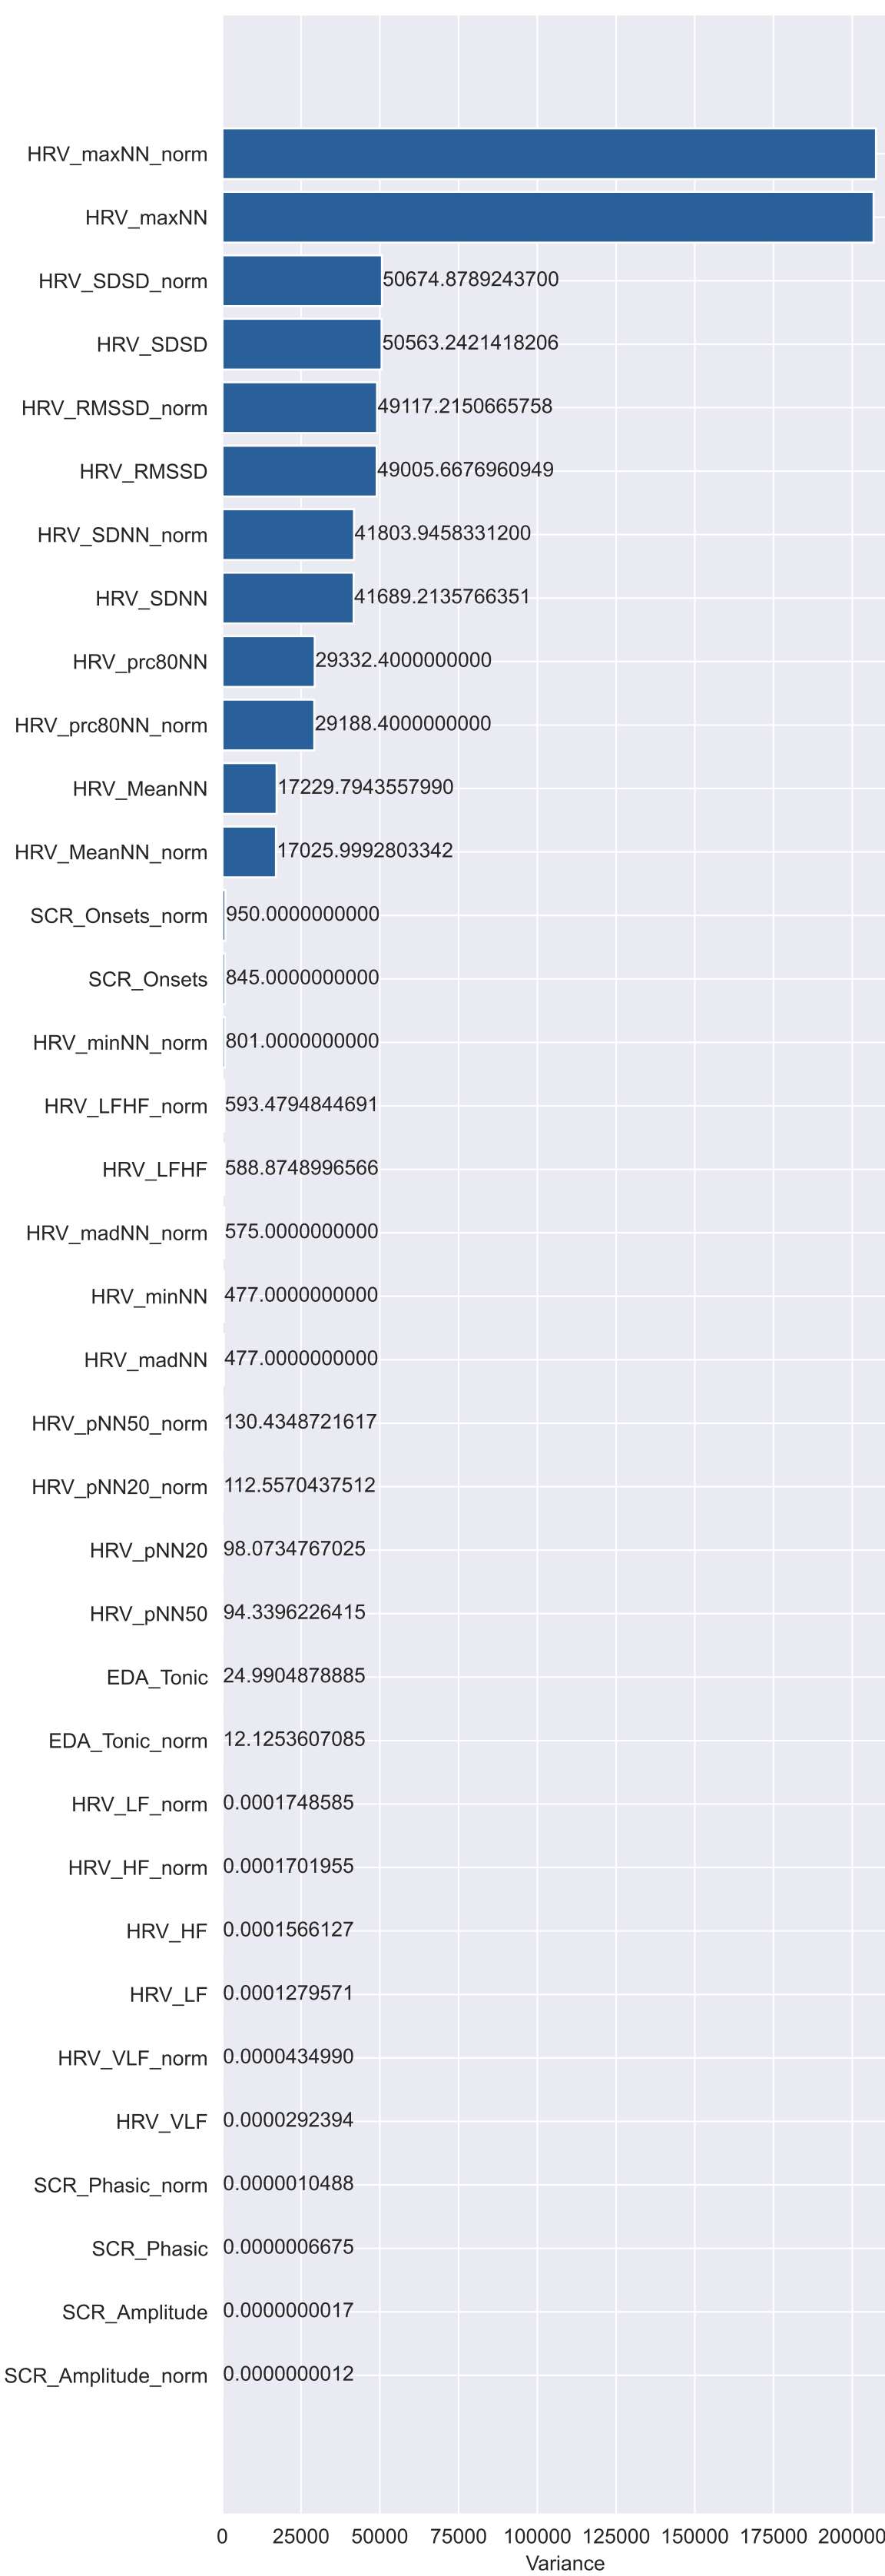 HRV_maxNN_norm
HRV_maxNN
HRV_SDSD_norm 50674.8789243700
HRV_SDSD 50563.2421418206
HRV_RMSSD_norm 49117.2150665758
HRV_RMSSD 49005.6676960949
HRV_SDNN_norm 41803.9458331200
HRV_SDNN 41689.2135766351
HRV_prc80NN 29332.4000000000
HRV_prc80NN_norm 29188.4000000000
HRV_MeanNN 17229.7943557990
HRV_MeanNN_norm 17025.9992803342
SCR_Onsets_norm 950.0000000000
SCR_Onsets 845.0000000000
HRV_minNN_norm 801.0000000000
HRV_LFHF_norm 593.4794844691
HRV_LFHF 588.8748996566
HRV_madNN_norm 575.0000000000
HRV_minNN 477.0000000000
HRV_madNN 477.0000000000
HRV_pNN50_norm 130.4348721617
HRV_pNN20_norm 112.5570437512
HRV_pNN20 98.0734767025
HRV_pNN50 94.3396226415
EDA_Tonic 24.9904878885
EDA_Tonic_norm 12.1253607085
HRV_LF_norm 0.0001748585
HRV_HF_norm 0.0001701955
HRV_HF 0.0001566127
HRV_LF 0.0001279571
HRV_VLF_norm 0.0000434990
HRV_VLF 0.0000292394
SCR_Phasic_norm 0.0000010488
SCR_Phasic 0.0000006675
SCR_Amplitude 0.0000000017
SCR_Amplitude_norm 0.0000000012
0 25000 50000 75000 100000 125000 150000 175000 200000
Variance